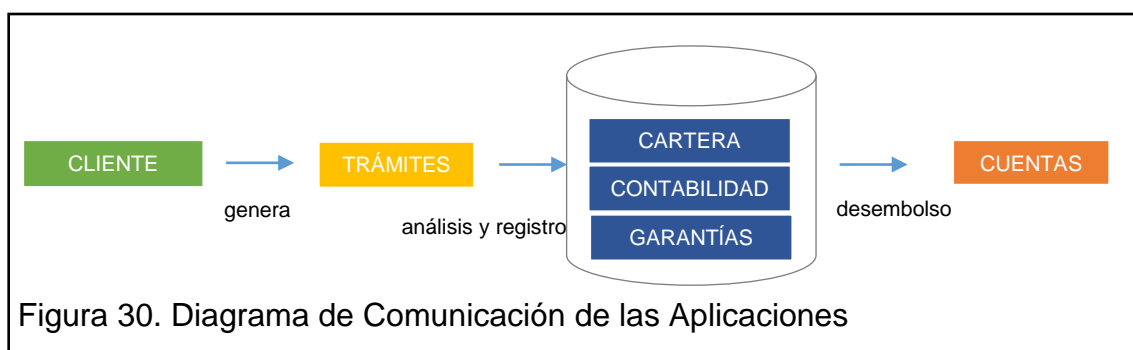 CLIENTE
genera
TRÁMITES
análisis y registro
CARTERA
CONTABILIDAD
GARANTÍAS
desembolso
CUENTAS
Figura 30. Diagrama de Comunicación de las Aplicaciones